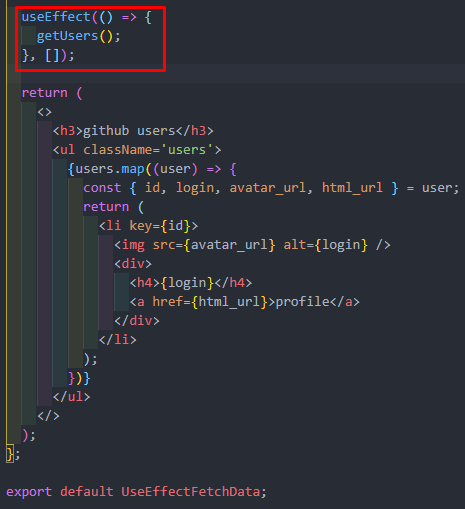 useEffect(() => {
getUsers();
}, []);
return (
<>
<h3>github users</h3>
<ul className='users'>
{users.map((user) => {
const { id, login, avatar_url, html_url } = user;
return (
<li key={id}>
<img src={avatar_url} alt={login} />
<div>
<h4>{login}</h4>
<a href={html_url}>profile</a>
</div>
</li>
);
})}
</ul>
</>
);
};
export default UseEffectFetchData;